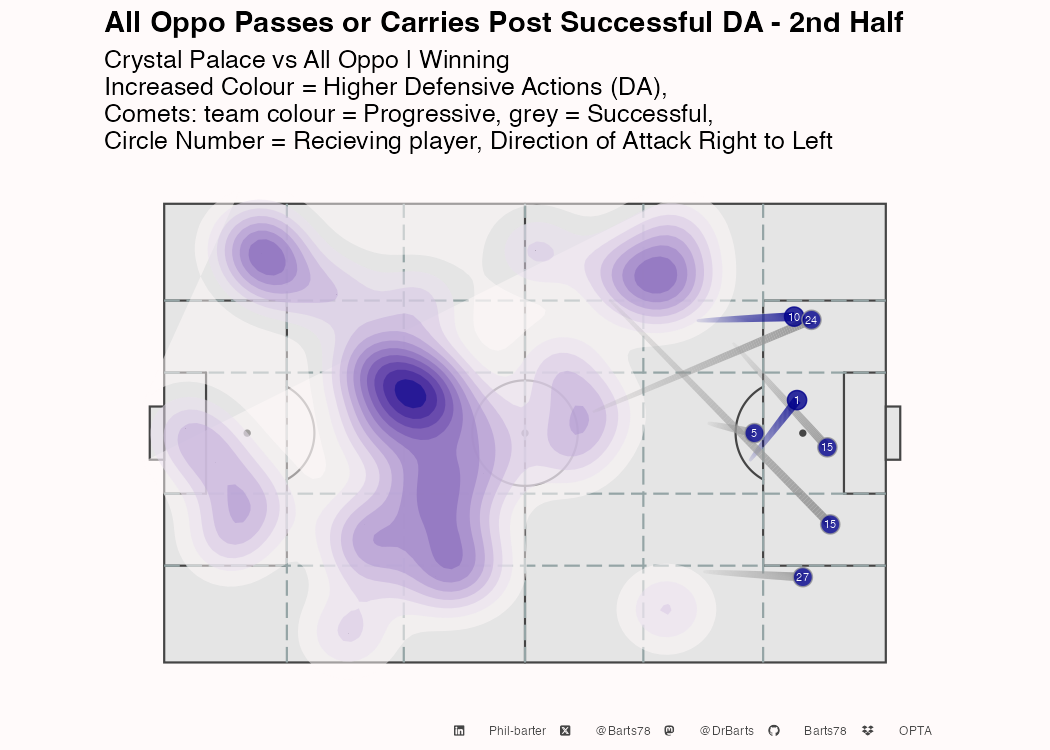 All Oppo Passes or Carries Post Successful DA - 2nd Half
Crystal Palace vs All Oppo | Winning
Increased Colour = Higher Defensive Actions (DA),
Comets: team colour = Progressive, grey = Successful,
Circle Number = Recieving player, Direction of Attack Right to Left
10
24
1
5
15
15
27
Phil-barter @Barts78 @DrBarts Barts78 OPTA